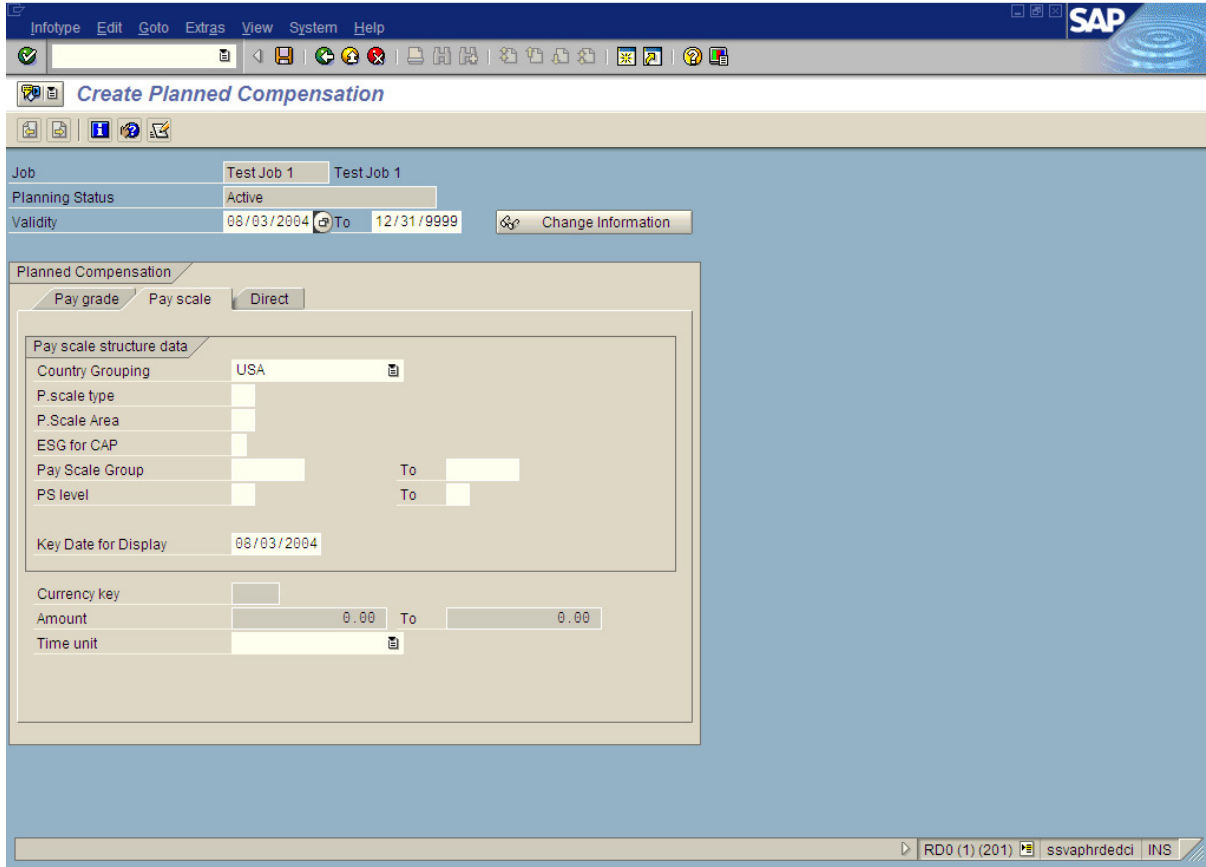 Infotype Edit Goto Extras View System Help
SAP
Create Planned Compensation
Job Test Job 1 Test Job 1
Planning Status Active
Validity 08/03/2004 To 12/31/9999 Change Information
Planned Compensation
Pay grade Pay scale Direct
Pay scale structure data
Country Grouping USA
P.scale type
P.Scale Area
ESG for CAP
Pay Scale Group To
PS level To
Key Date for Display 08/03/2004
Currency key
Amount 0.00 To 0.00
Time unit
RD0 (1) (201) ssvaphrdedci INS